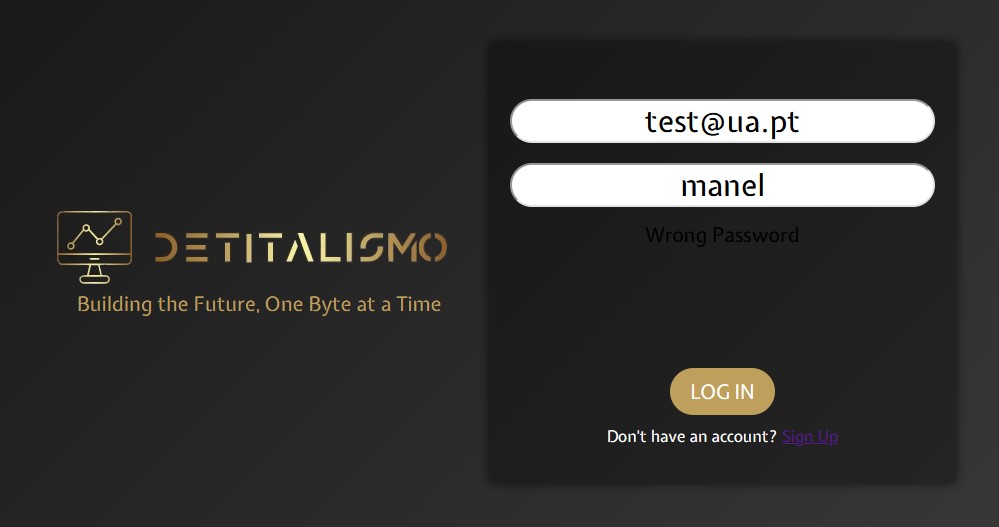 DETITALISMO
Building the Future, One Byte at a Time
test@ua.pt
manel
Wrong Password
LOG IN
Don't have an account? Sign Up